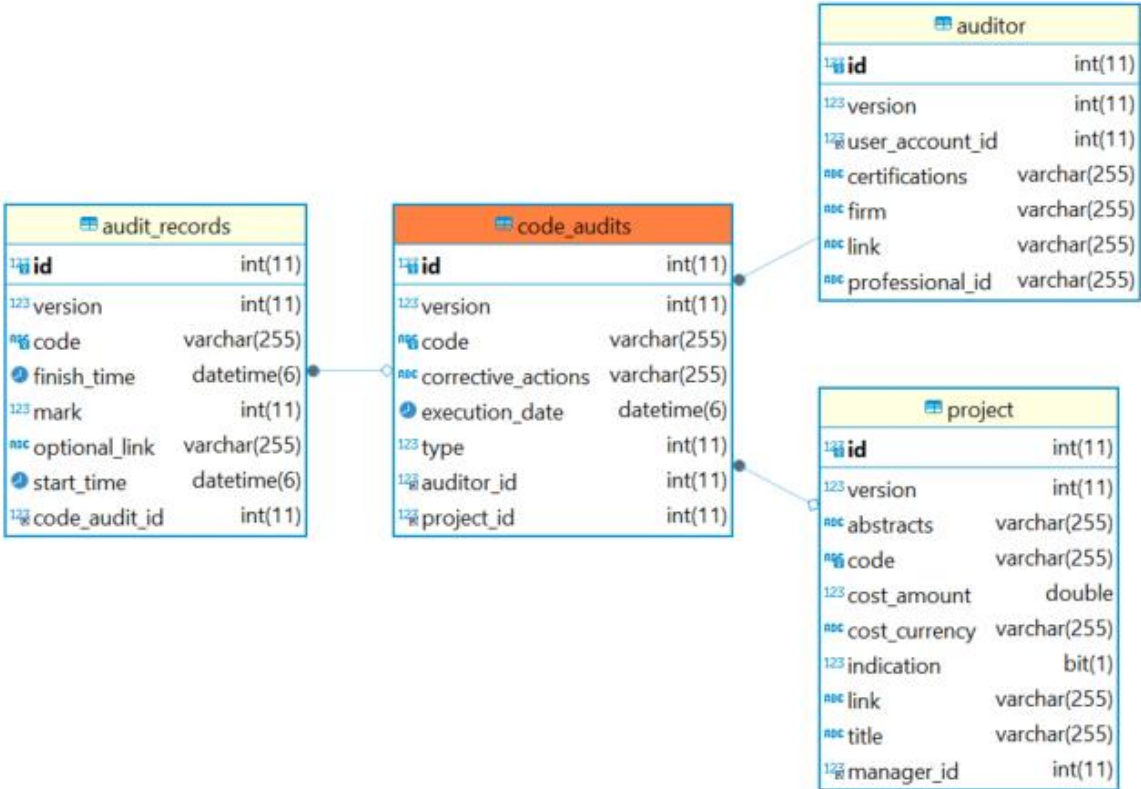 auditor
id int(11)
version int(11)
user_account_id int(11)
certifications varchar(255)
firm varchar(255)
link varchar(255)
professional_id varchar(255)
audit_records
id int(11)
version int(11)
code varchar(255)
finish_time datetime(6)
mark int(11)
optional_link varchar(255)
start_time datetime(6)
code_audit_id int(11)
code_audits
id int(11)
version int(11)
code varchar(255)
corrective_actions varchar(255)
execution_date datetime(6)
type int(11)
auditor_id int(11)
project_id int(11)
project
id int(11)
version int(11)
abstracts varchar(255)
code varchar(255)
cost_amount double
cost_currency varchar(255)
indication bit(1)
link varchar(255)
title varchar(255)
manager_id int(11)